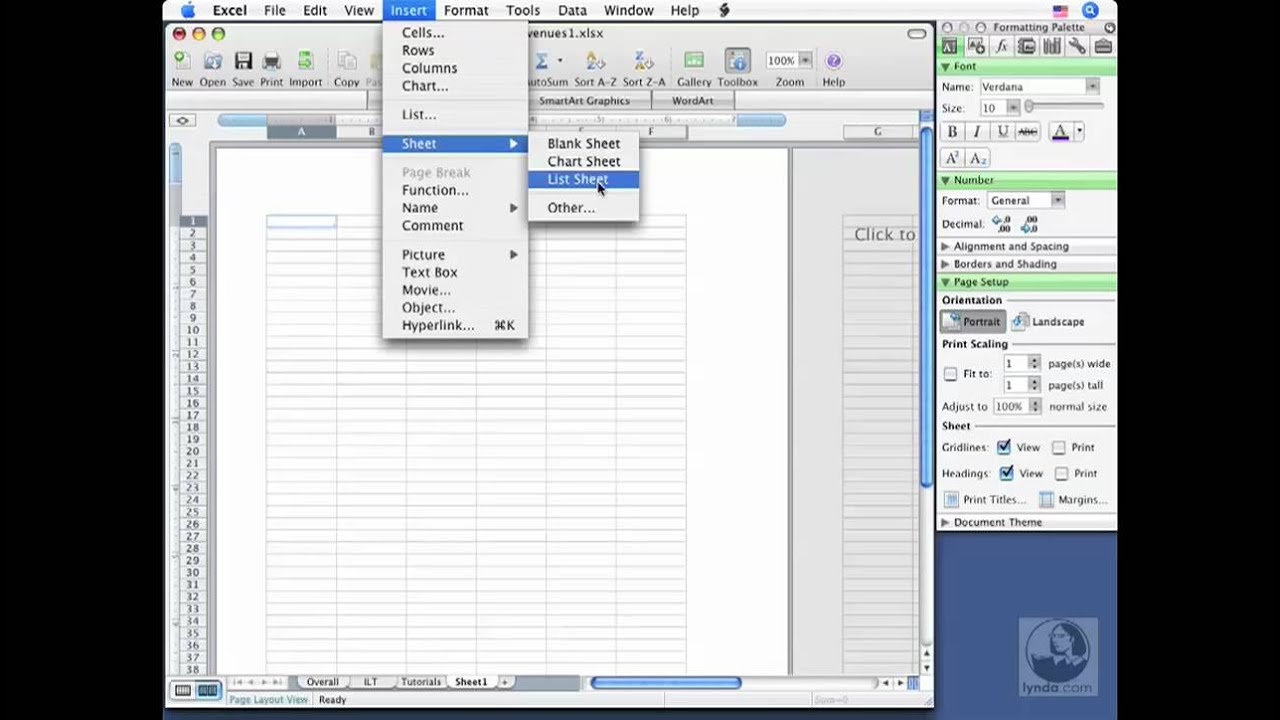 Excel File Edit View Insert Format Tools Data Window Help
venues1.xlsx
New Open Save Print Import Copy AutoSum Sort A-Z Sort Z-A Gallery Toolbox Zoom Help
100%
SmartArt Graphics WordArt
Cells...
Rows
Columns
Chart...
List...
Sheet
Page Break
Function...
Name
Comment
Picture
Text Box
Movie...
Object...
Hyperlink... ⌘K
Blank Sheet
Chart Sheet
List Sheet
Other...
A B F G
1
2
3
4
5
6
7
8
9
10
11
12
13
14
15
16
17
18
19
20
21
22
23
24
25
26
27
28
29
30
31
32
33
34
35
36
37
38
Click to
Overall ILT Tutorials Sheet1 +
Page Layout View Ready Sum=0
Formatting Palette
Font
Name: Verdana
Size: 10
B I U ABC A
A² A₂
Number
Format: General
Decimal: .0 .00 .00 .0
Alignment and Spacing
Borders and Shading
Page Setup
Orientation
Portrait Landscape
Print Scaling
Fit to: 1 page(s) wide
1 page(s) tall
Adjust to 100% normal size
Sheet
Gridlines: View Print
Headings: View Print
Print Titles... Margins...
Document Theme
lynda.com